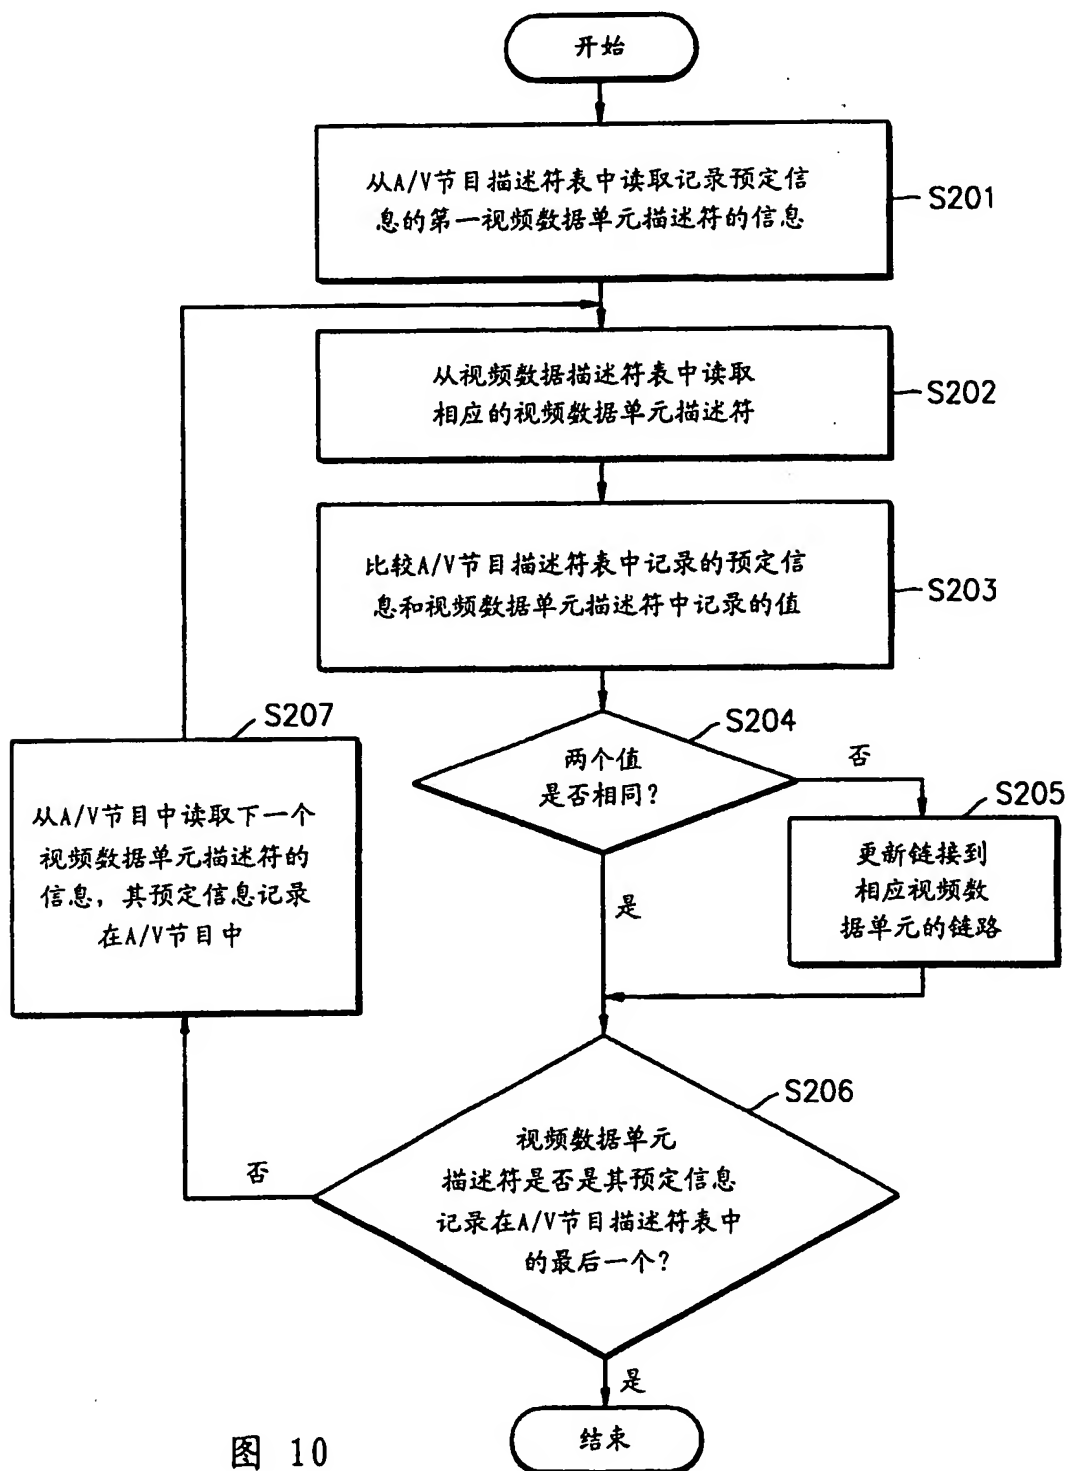 开始
从A/V节目描述符表中读取记录预定信
息的第一视频数据单元描述符的信息
S201
从视频数据描述符表中读取
相应的视频数据单元描述符
S202
比较A/V节目描述符表中记录的预定信
息和视频数据单元描述符中记录的值
S203
S207
从A/V节目中读取下一个
视频数据单元描述符的
信息，其预定信息记录
在A/V节目中
S204
两个值
是否相同？
否
S205
更新链接到
相应视频数
据单元的链路
是
S206
视频数据单元
描述符是否是其预定信息
记录在A/V节目描述符表中
的最后一个？
否
是
结束
图 10